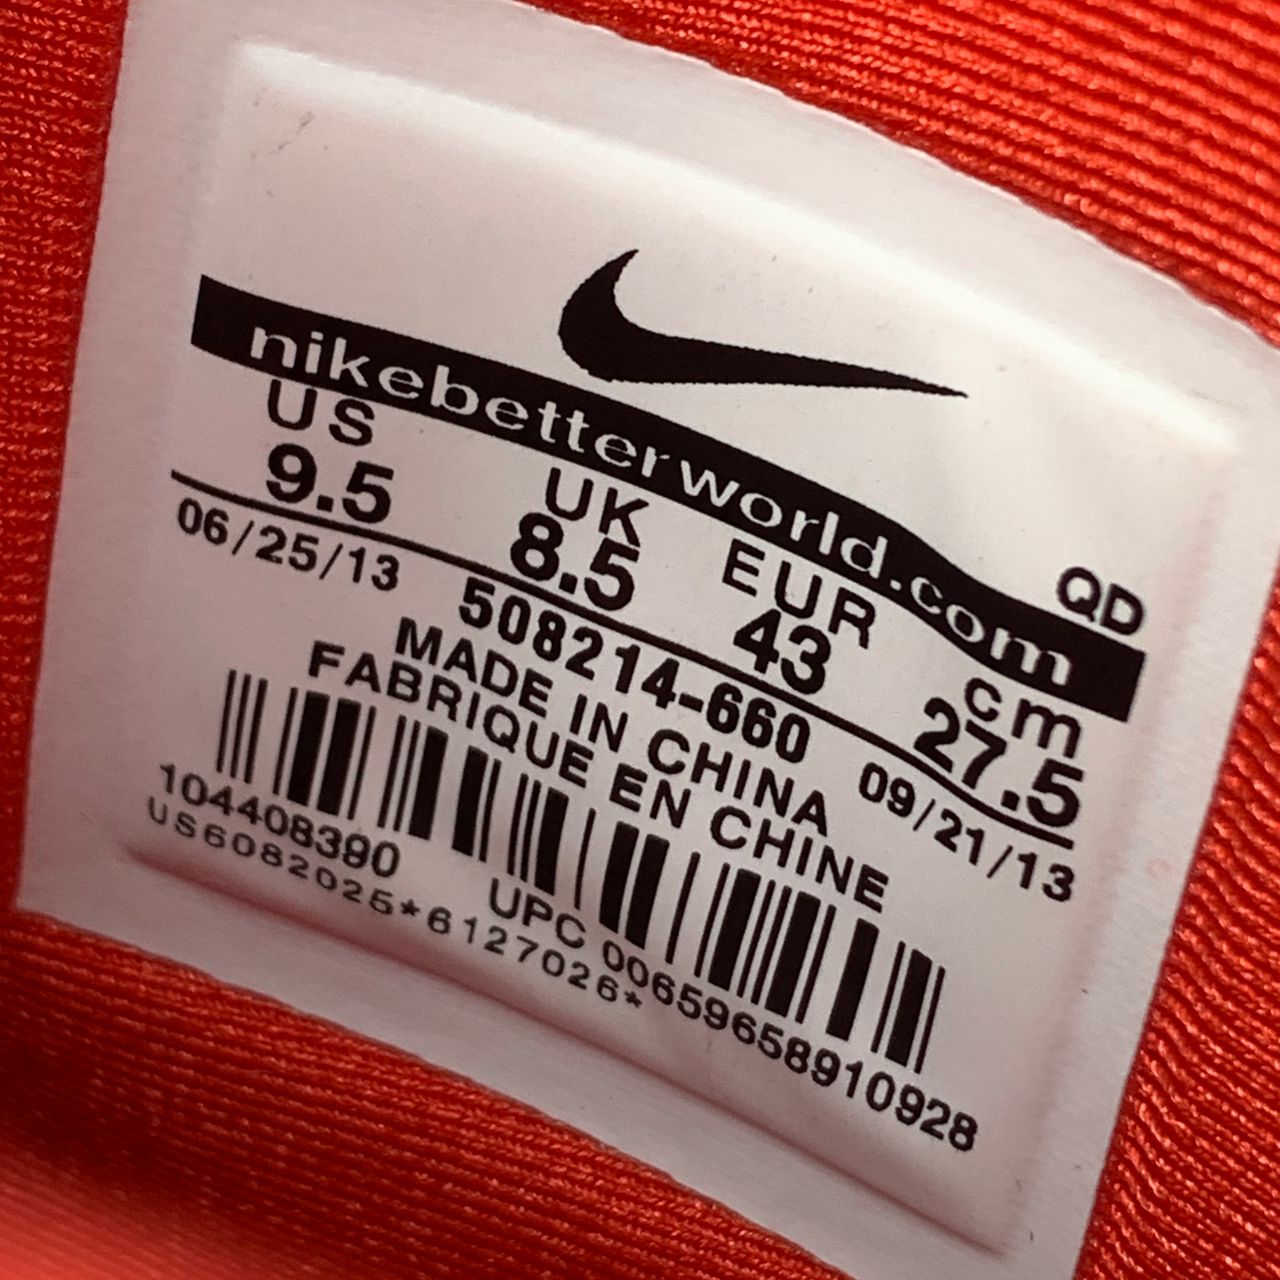 nikebetterworld.com
QD
US UK EUR cm
9.5 8.5 43 27.5
06/25/13 508214-660 09/21/13
MADE IN CHINA
FABRIQUE EN CHINE
104408390 UPC 00659658910928
US6082025*6127026*